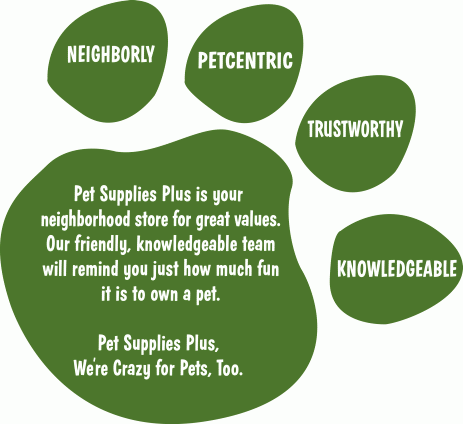 NEIGHBORLY
PETCENTRIC
TRUSTWORTHY
KNOWLEDGEABLE
Pet Supplies Plus is your
neighborhood store for great values.
Our friendly, knowledgeable team
will remind you just how much fun
it is to own a pet.
Pet Supplies Plus,
We're Crazy for Pets, Too.